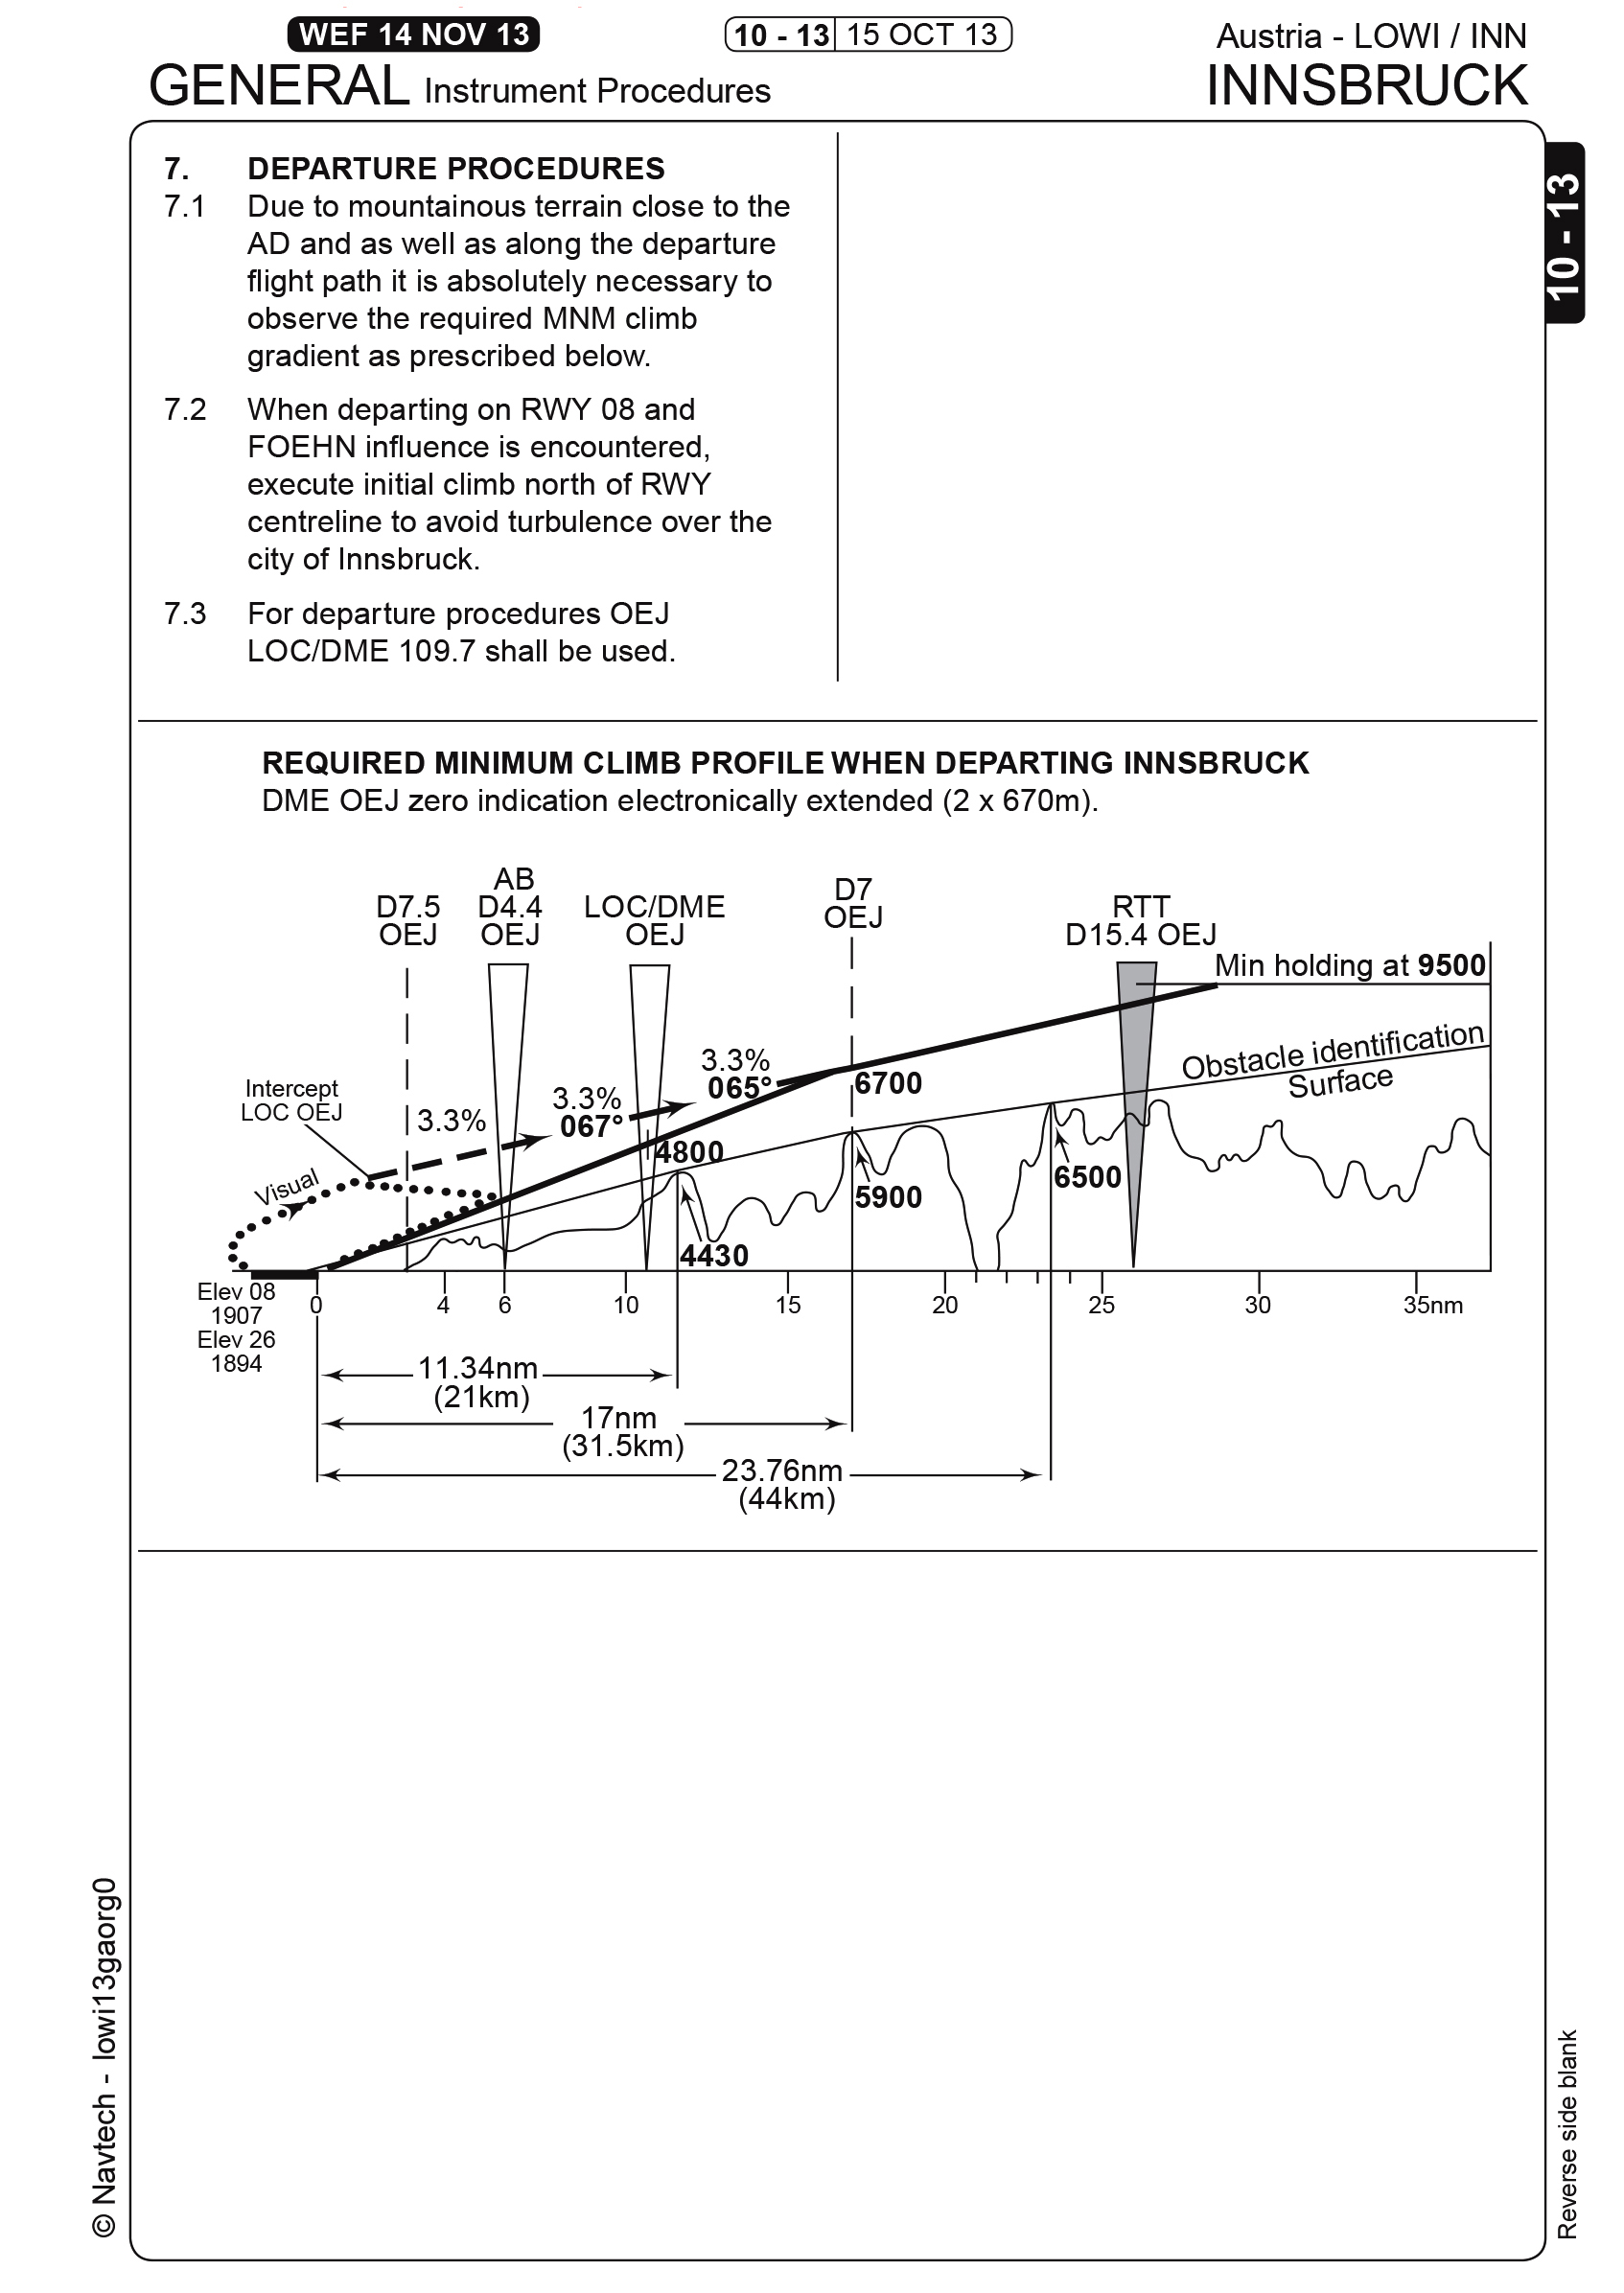 WEF 14 NOV 13
10 - 13 15 OCT 13
Austria - LOWI / INN
GENERAL Instrument Procedures
INNSBRUCK
10 - 13
7. DEPARTURE PROCEDURES
7.1 Due to mountainous terrain close to the
AD and as well as along the departure
flight path it is absolutely necessary to
observe the required MNM climb
gradient as prescribed below.
7.2 When departing on RWY 08 and
FOEHN influence is encountered,
execute initial climb north of RWY
centreline to avoid turbulence over the
city of Innsbruck.
7.3 For departure procedures OEJ
LOC/DME 109.7 shall be used.
REQUIRED MINIMUM CLIMB PROFILE WHEN DEPARTING INNSBRUCK
DME OEJ zero indication electronically extended (2 x 670m).
D7.5
OEJ
AB
D4.4
OEJ
LOC/DME
OEJ
D7
OEJ
RTT
D15.4 OEJ
Min holding at 9500
Obstacle identification
Surface
Intercept
LOC OEJ
Visual
3.3%
3.3%
067°
3.3%
065°
6700
4800
4430
5900
6500
Elev 08
1907
Elev 26
1894
0 4 6 10 15 20 25 30 35nm
11.34nm
(21km)
17nm
(31.5km)
23.76nm
(44km)
© Navtech - lowi13gaorg0
Reverse side blank